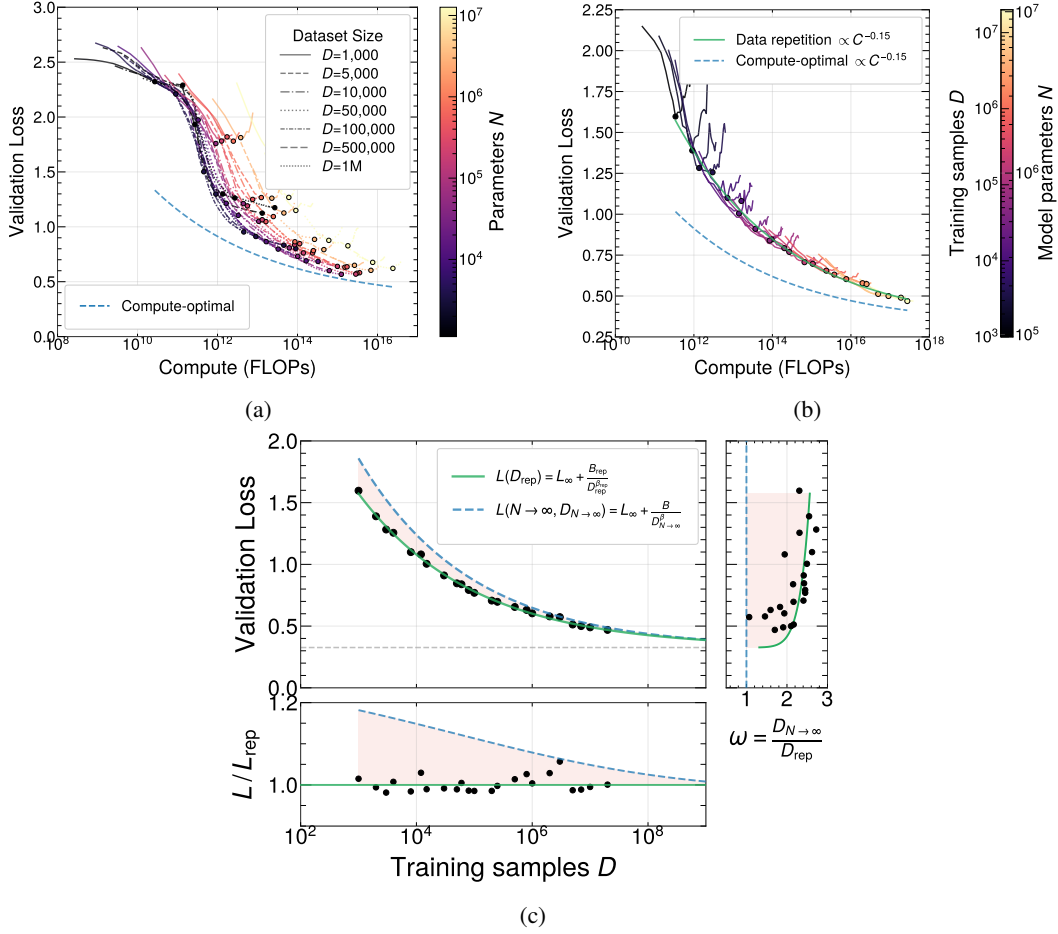 Validation Loss
3.0
2.5
2.0
1.5
1.0
0.5
0.0
10^8
10^10
10^12
10^14
10^16
Compute (FLOPs)
Dataset Size
D=1,000
D=5,000
D=10,000
D=50,000
D=100,000
D=500,000
D=1M
Compute-optimal
10^7
10^6
10^5
10^4
Parameters N
(a)
Validation Loss
2.25
2.00
1.75
1.50
1.25
1.00
0.75
0.50
0.25
10^10
10^12
10^14
10^16
10^18
Compute (FLOPs)
Data repetition ∝ C^−0.15
Compute-optimal ∝ C^−0.15
Training samples D
10^7
10^6
10^5
10^4
10^3
10^7
10^6
10^5
Model parameters N
(b)
Validation Loss
2.0
1.5
1.0
0.5
0.0
L(D_rep) = L_∞ + B_rep / D_rep^β_rep
L(N→∞, D_N→∞) = L_∞ + B / D_N→∞^β
1
2
3
ω = D_N→∞ / D_rep
L / L_rep
1.2
1.0
10^2
10^4
10^6
10^8
Training samples D
(c)